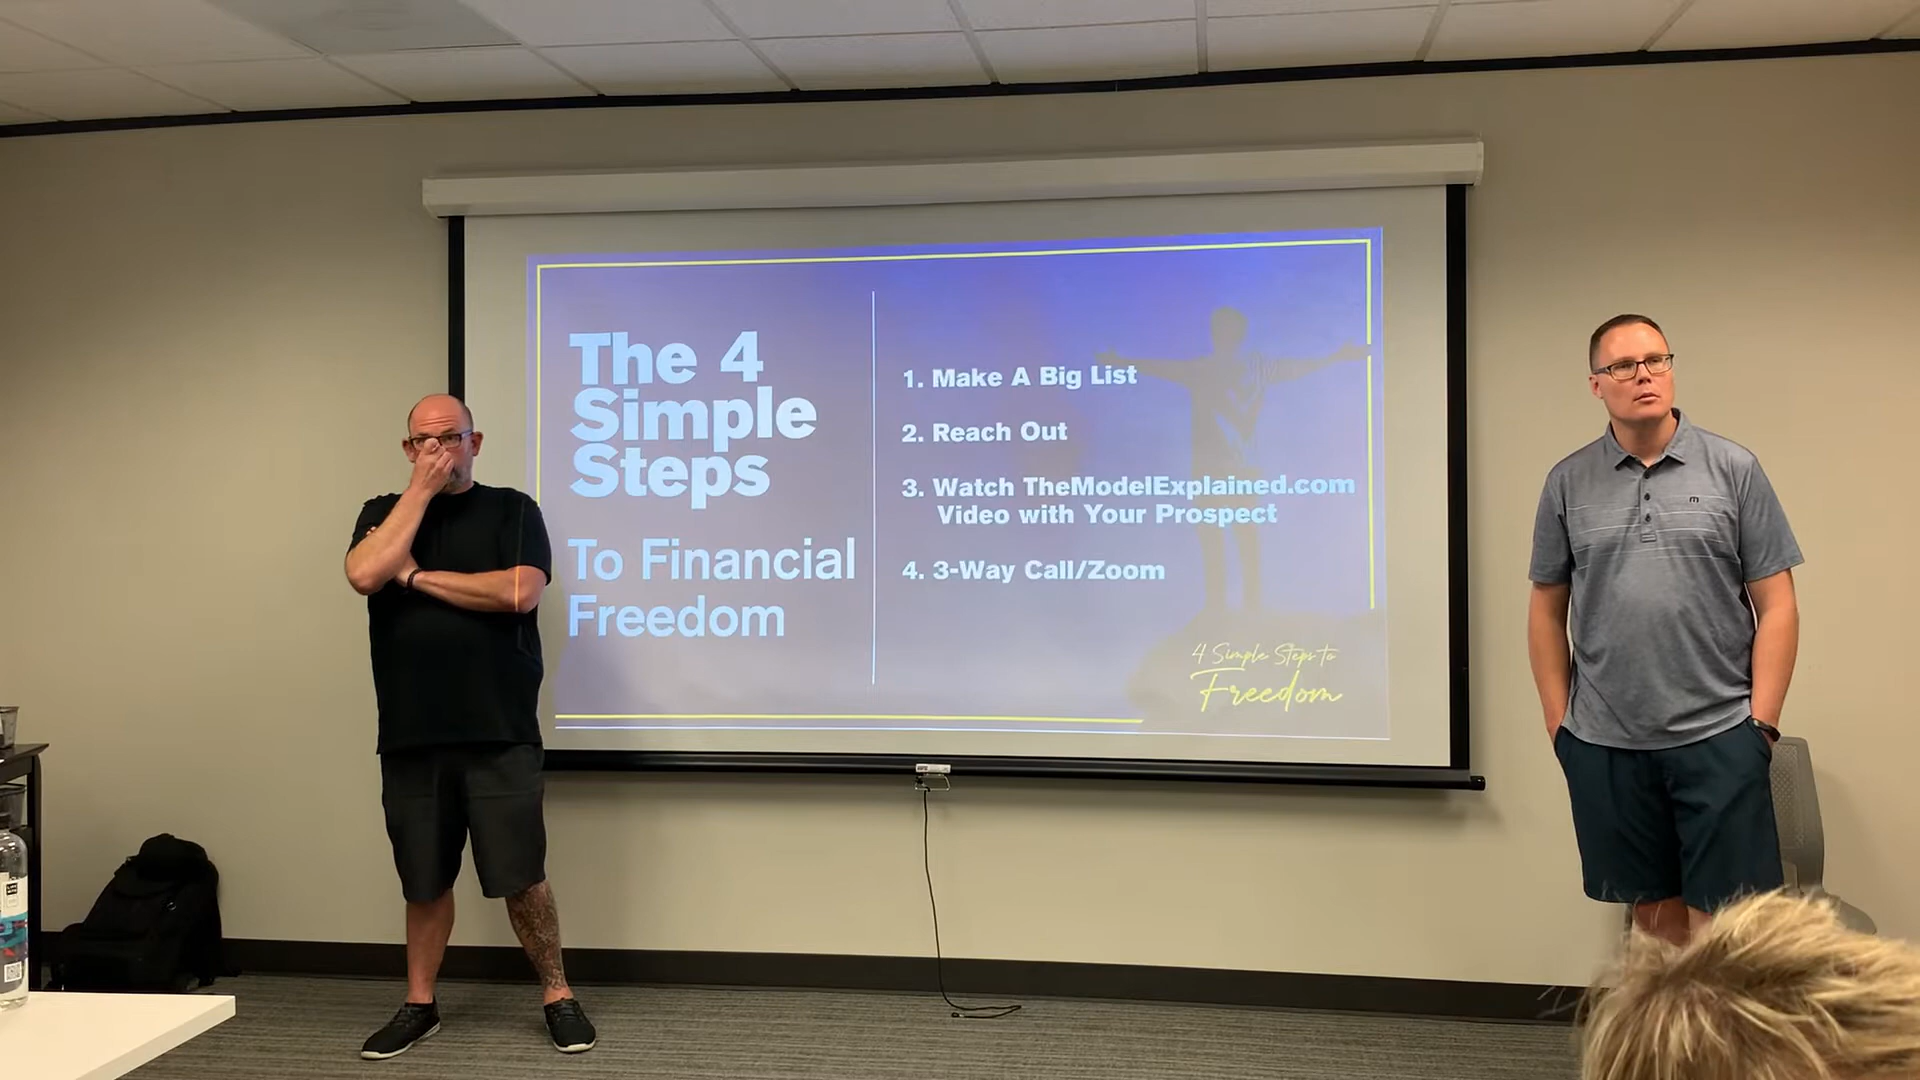 The 4
Simple
Steps
To Financial
Freedom
1. Make A Big List
2. Reach Out
3. Watch TheModelExplained.com
Video with Your Prospect
4. 3-Way Call/Zoom
4 Simple Steps to
Freedom